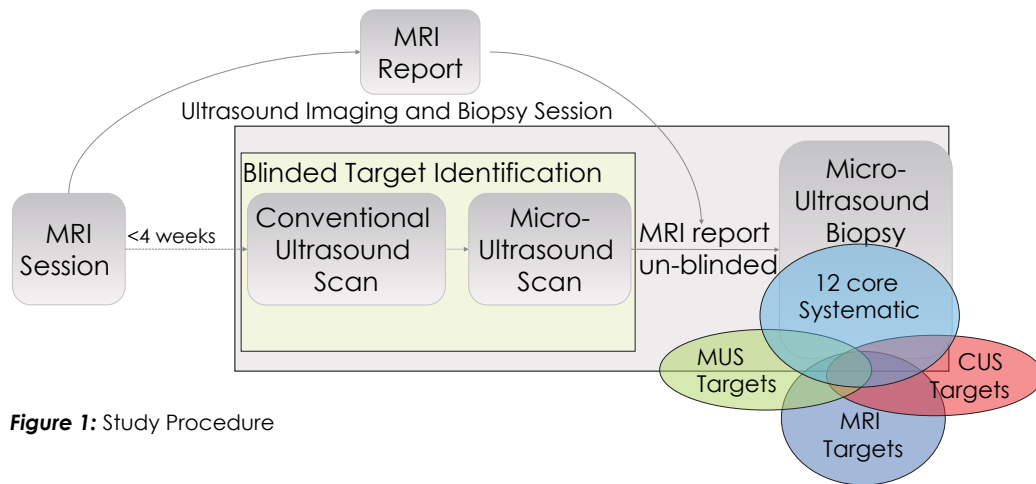 MRI
Report
Ultrasound Imaging and Biopsy Session
Blinded Target Identification
MRI
Session
<4 weeks
Conventional
Ultrasound
Scan
Micro-
Ultrasound
Scan
MRI report
un-blinded
Micro-
Ultrasound
Biopsy
12 core
Systematic
MUS
Targets
CUS
Targets
MRI
Targets
Figure 1: Study Procedure